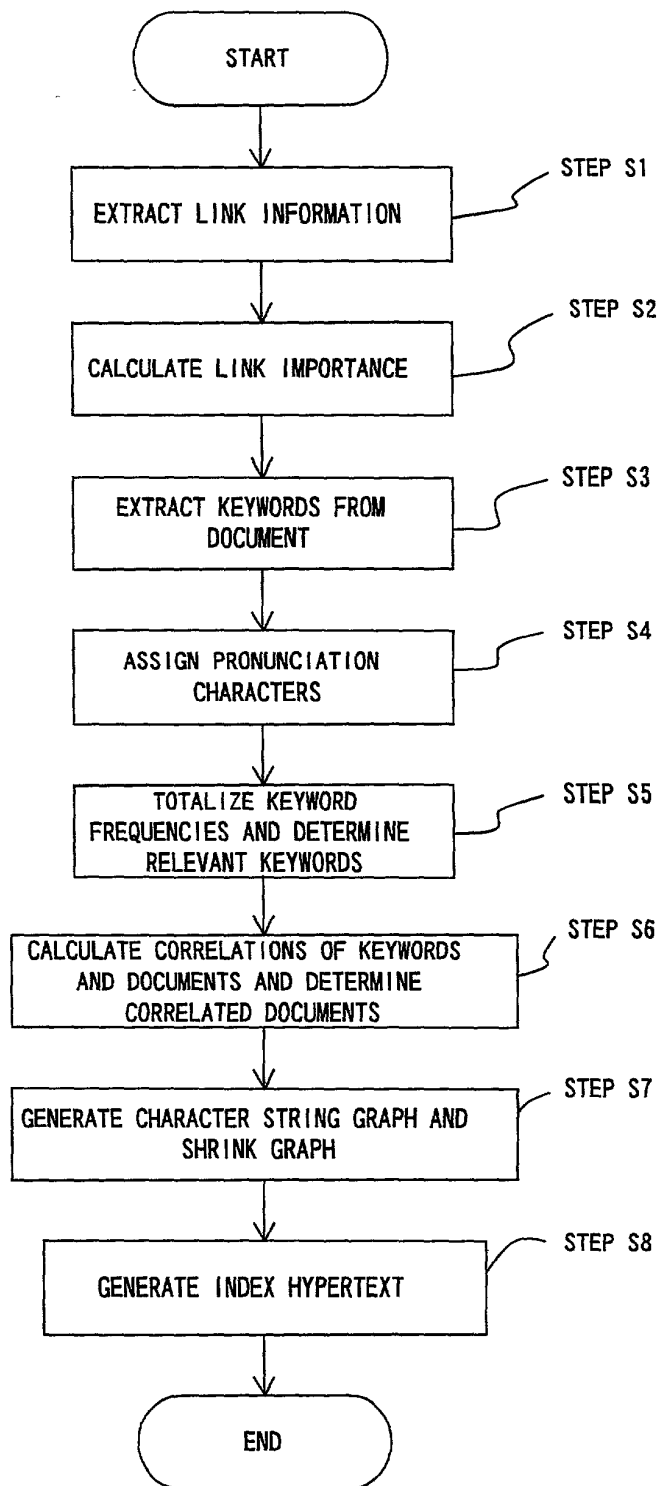 START
EXTRACT LINK INFORMATION
STEP S1
CALCULATE LINK IMPORTANCE
STEP S2
EXTRACT KEYWORDS FROM
DOCUMENT
STEP S3
ASSIGN PRONUNCIATION
CHARACTERS
STEP S4
TOTALIZE KEYWORD
FREQUENCIES AND DETERMINE
RELEVANT KEYWORDS
STEP S5
CALCULATE CORRELATIONS OF KEYWORDS
AND DOCUMENTS AND DETERMINE
CORRELATED DOCUMENTS
STEP S6
GENERATE CHARACTER STRING GRAPH AND
SHRINK GRAPH
STEP S7
GENERATE INDEX HYPERTEXT
STEP S8
END